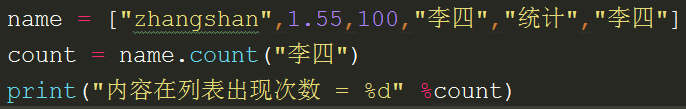 name = ["zhangshan",1.55,100,"李四","统计","李四"]
count = name.count("李四")
print("内容在列表出现次数 = %d" %count)